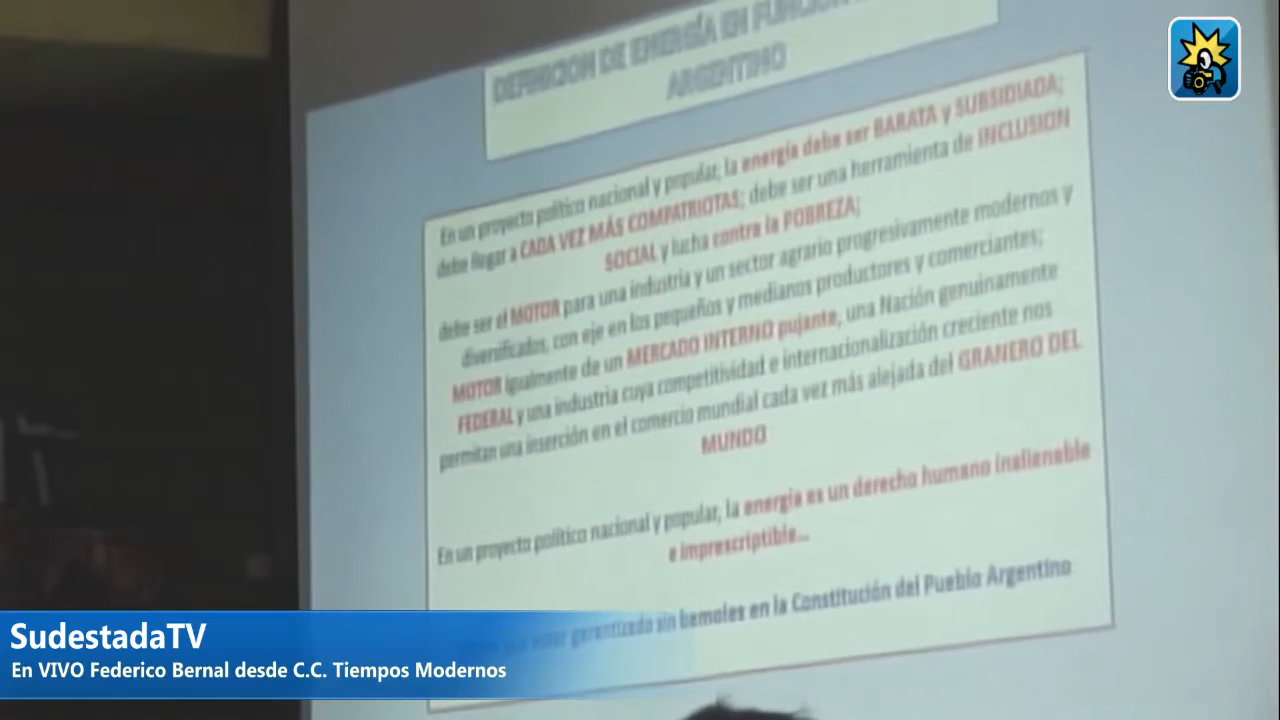 DEFINICIÓN DE ENERGÍA EN FUNCIÓN
ARGENTINO
En un proyecto político nacional y popular, la energía debe ser BARATA y SUBSIDIADA;
debe llegar a CADA VEZ MÁS COMPATRIOTAS; debe ser una herramienta de INCLUSION
SOCIAL y lucha contra la POBREZA;
debe ser el MOTOR para una industria y un sector agrario progresivamente modernos y
diversificados, con eje en los pequeños y medianos productores y comerciantes;
MOTOR igualmente de un MERCADO INTERNO pujante, una Nación genuinamente
FEDERAL y una industria cuya competitividad e internacionalización creciente nos
permitan una inserción en el comercio mundial cada vez más alejada del GRANERO DEL
MUNDO
En un proyecto político nacional y popular, la energía es un derecho humano inalienable
e imprescriptible...
estar garantizado sin bemoles en la Constitución del Pueblo Argentino
SudestadaTV
En VIVO Federico Bernal desde C.C. Tiempos Modernos